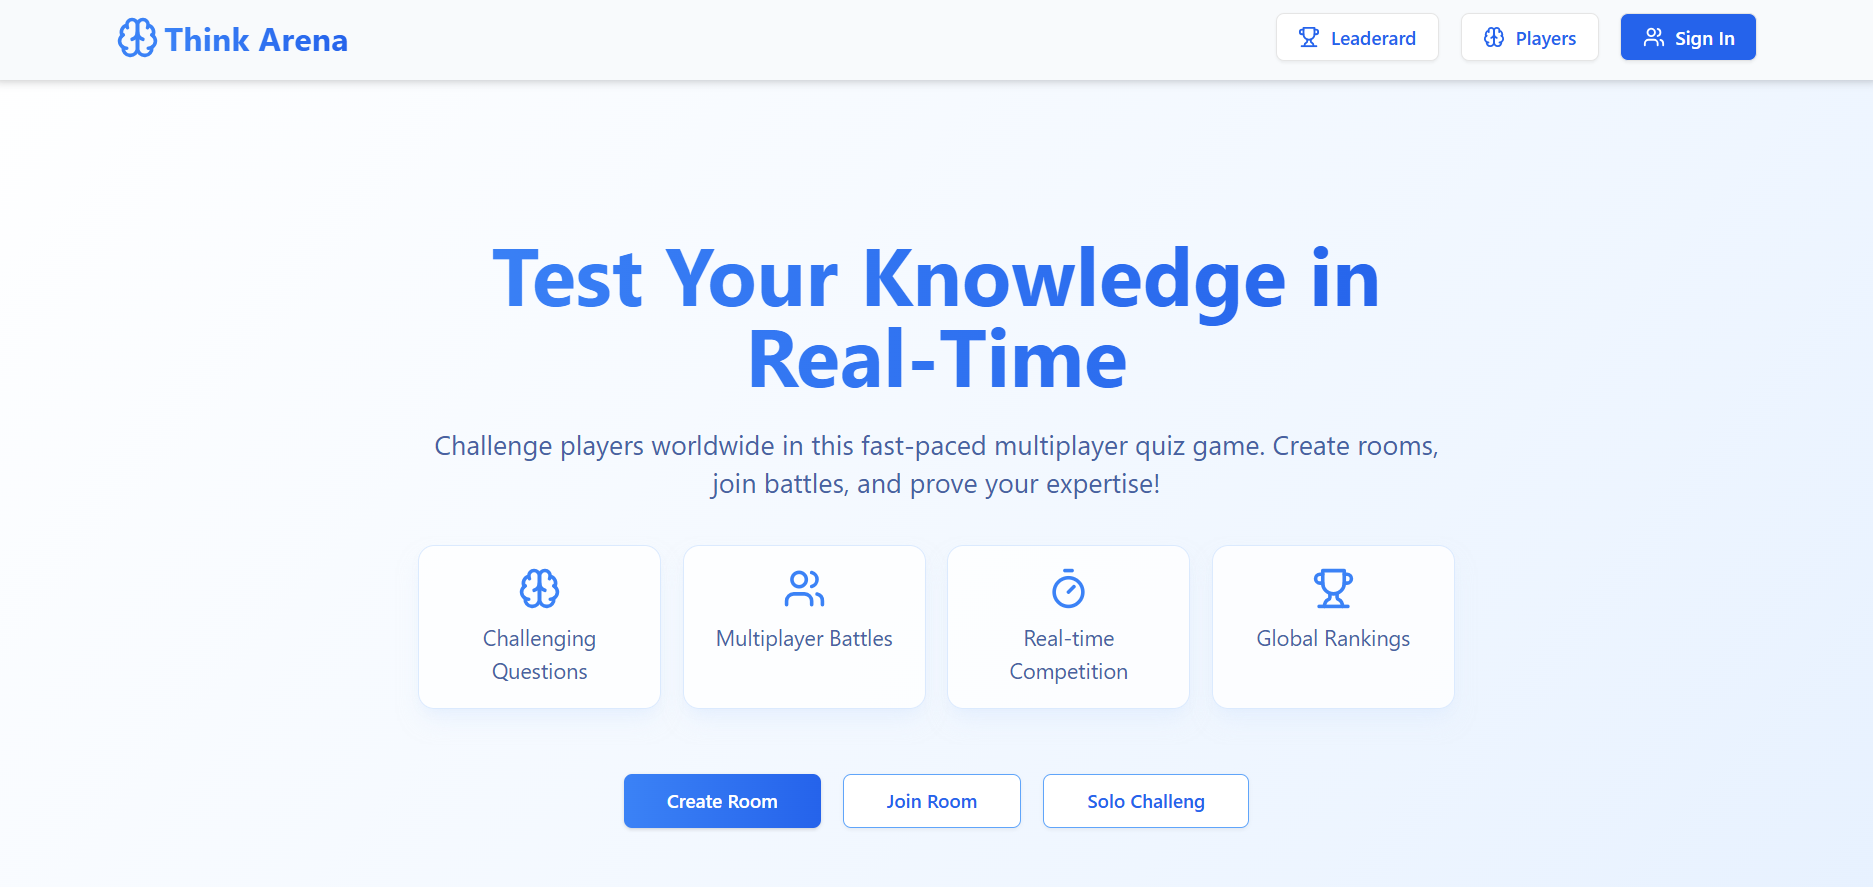 Think Arena
Leaderard
Players
Sign In
Test Your Knowledge in
Real-Time
Challenge players worldwide in this fast-paced multiplayer quiz game. Create rooms,
join battles, and prove your expertise!
Challenging
Questions
Multiplayer Battles
Real-time
Competition
Global Rankings
Create Room
Join Room
Solo Challeng